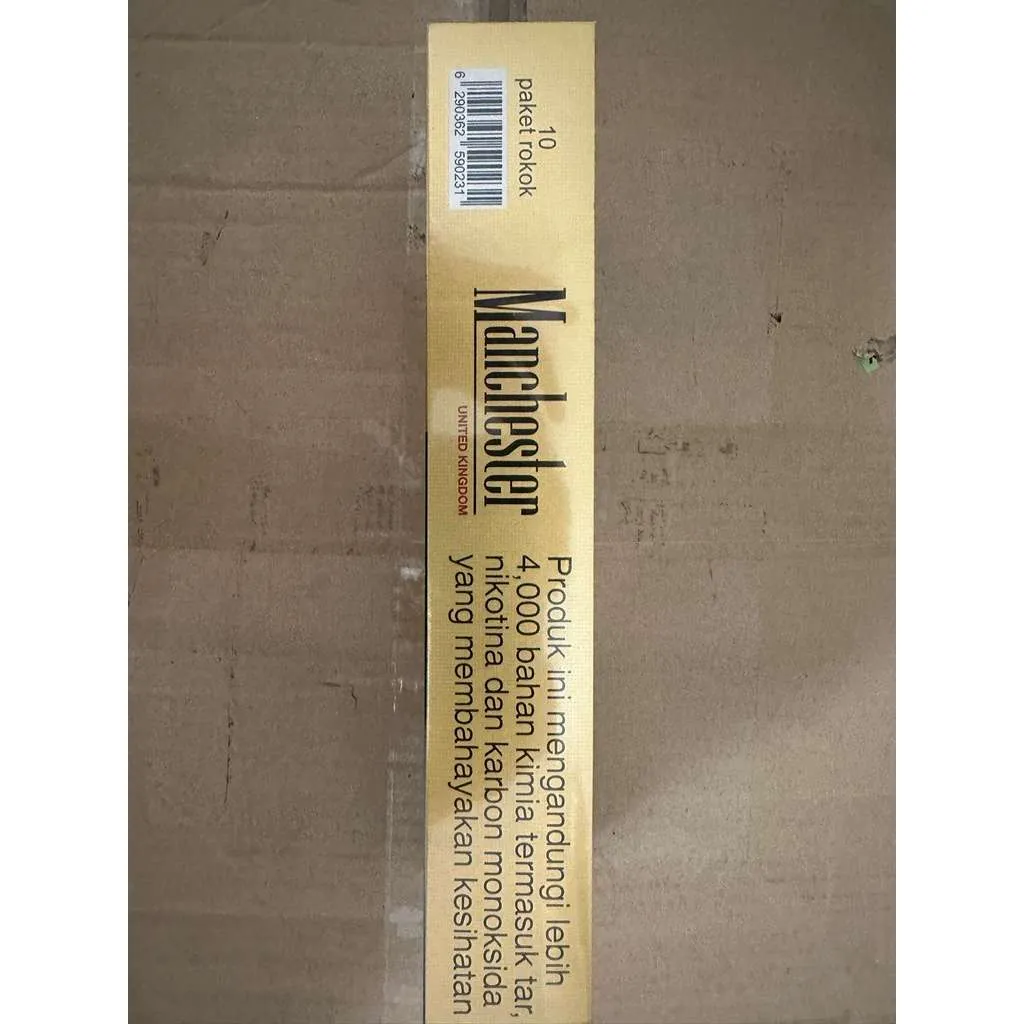 10
paket rokok
6 290362 590231
Manchester
UNITED KINGDOM
Produk ini mengandungi lebih
4,000 bahan kimia termasuk tar,
nikotina dan karbon monoksida
yang membahayakan kesihatan